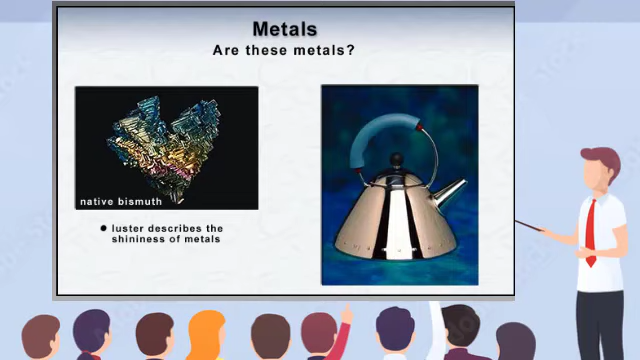 Metals
Are these metals?
native bismuth
● luster describes the
shininess of metals